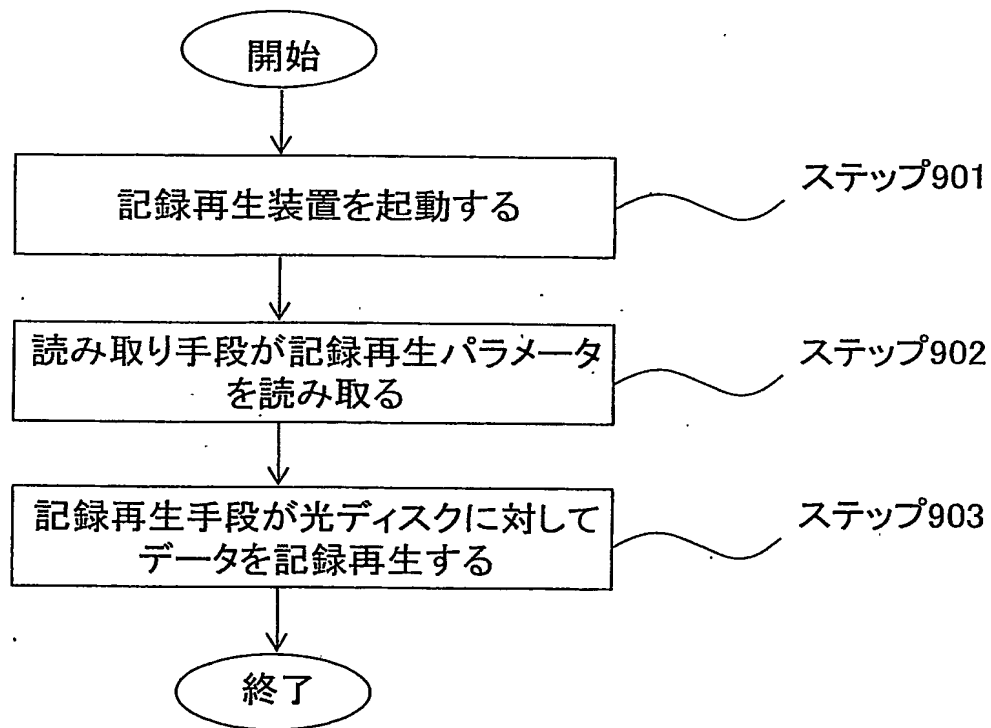 開始
記録再生装置を起動する
ステップ901
読み取り手段が記録再生パラメータ
を読み取る
ステップ902
記録再生手段が光ディスクに対して
データを記録再生する
ステップ903
終了